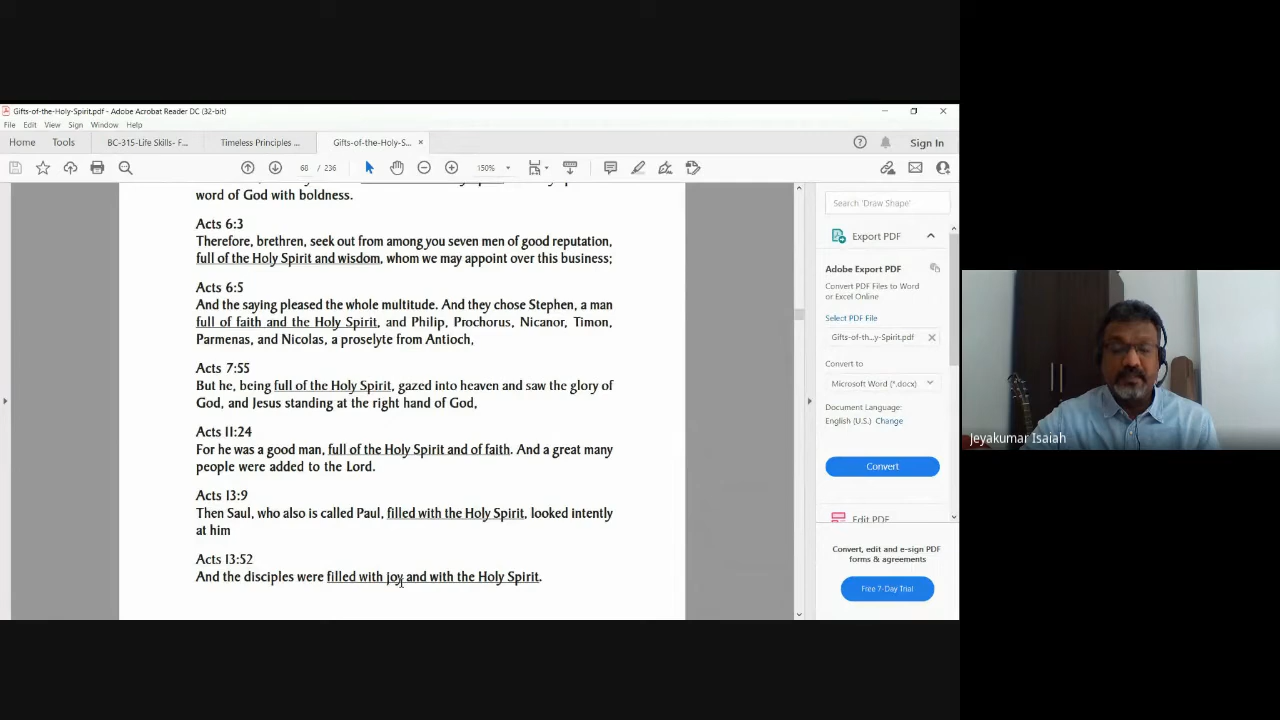 Gifts-of-the-Holy-Spirit.pdf - Adobe Acrobat Reader DC (32-bit)
File Edit View Sign Window Help
Home Tools BC-315-Life Skills- F... Timeless Principles ... Gifts-of-the-Holy-S... Sign In
68 / 236 150%
word of God with boldness.
Acts 6:3
Therefore, brethren, seek out from among you seven men of good reputation,
full of the Holy Spirit and wisdom, whom we may appoint over this business;
Acts 6:5
And the saying pleased the whole multitude. And they chose Stephen, a man
full of faith and the Holy Spirit, and Philip, Prochorus, Nicanor, Timon,
Parmenas, and Nicolas, a proselyte from Antioch,
Acts 7:55
But he, being full of the Holy Spirit, gazed into heaven and saw the glory of
God, and Jesus standing at the right hand of God,
Acts 11:24
For he was a good man, full of the Holy Spirit and of faith. And a great many
people were added to the Lord.
Acts 13:9
Then Saul, who also is called Paul, filled with the Holy Spirit, looked intently
at him
Acts 13:52
And the disciples were filled with joy and with the Holy Spirit.
Search 'Draw Shape'
Export PDF
Adobe Export PDF
Convert PDF Files to Word
or Excel Online
Select PDF File
Gifts-of-th...y-Spirit.pdf
Convert to
Microsoft Word (*.docx)
Document Language:
English (U.S.) Change
Convert
Edit PDF
Convert, edit and e-sign PDF
forms & agreements
Free 7-Day Trial
Jeyakumar Isaiah